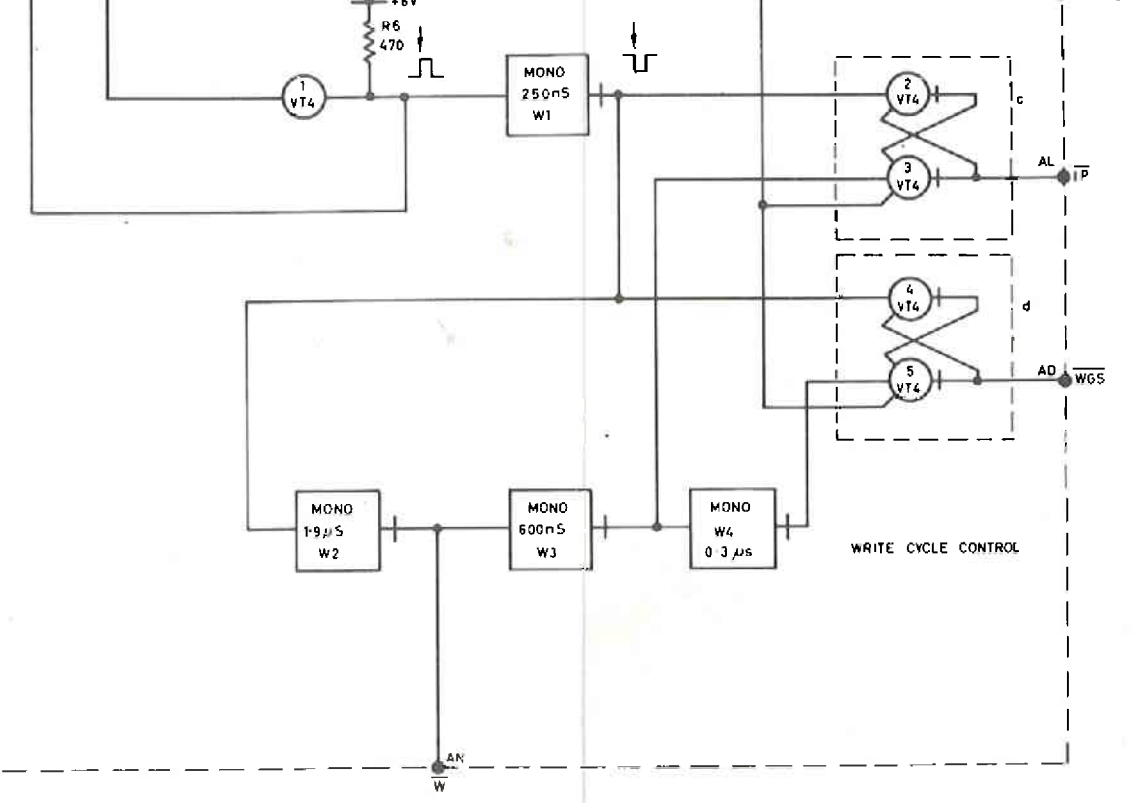 +6V
R6
470
1
VT4
MONO
250nS
W1
2
VT4
c
3
VT4
AL
IP
4
VT4
d
5
VT4
AD
WGS
MONO
1·9µS
W2
MONO
600nS
W3
MONO
W4
0·3µs
WRITE CYCLE CONTROL
AN
W